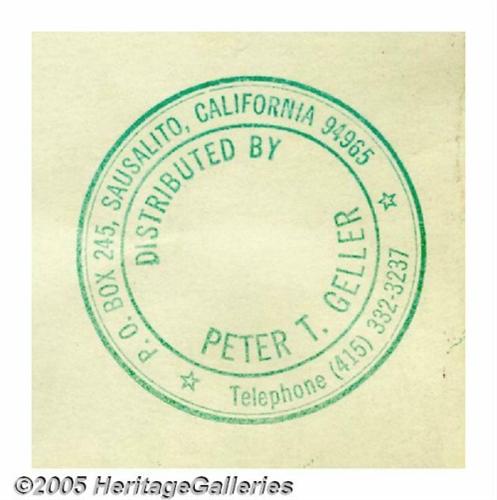 P. O. BOX 245, SAUSALITO, CALIFORNIA 94965
DISTRIBUTED BY
PETER T. GELLER
Telephone (415) 332-3237
©2005 HeritageGalleries